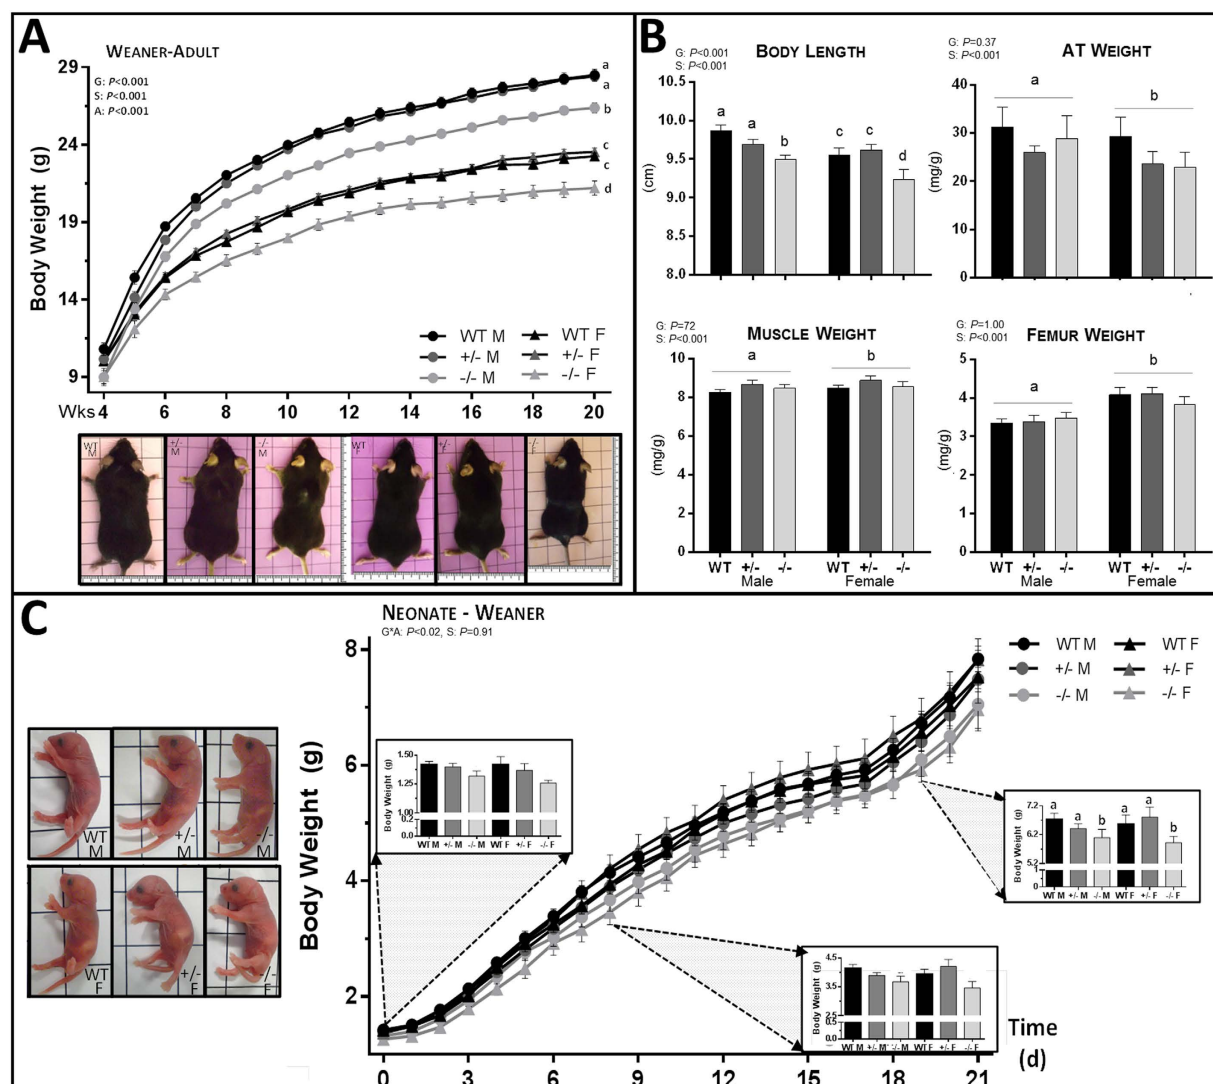 A
WEANER-ADULT
G: P<0.001
S: P<0.001
A: P<0.001
Body Weight (g)
29
24
19
14
9
a
a
b
c
c
d
WT M
WT F
+/- M
+/- F
-/- M
-/- F
Wks 4 6 8 10 12 14 16 18 20
WT M
+/- M
-/- M
WT F
+/- F
-/- F
B
G: P<0.001
S: P<0.001
BODY LENGTH
(cm)
10.5
10.0
9.5
9.0
8.5
8.0
a a b c c d
G: P=0.37
S: P<0.001
AT WEIGHT
(mg/g)
40
30
20
10
0
a b
G: P=72
S: P<0.001
MUSCLE WEIGHT
(mg/g)
10
8
6
4
2
0
a b
WT +/- -/- WT +/- -/-
Male Female
G: P=1.00
S: P<0.001
FEMUR WEIGHT
(mg/g)
5
4
3
2
1
0
a b
WT +/- -/- WT +/- -/-
Male Female
C
NEONATE - WEANER
G*A: P<0.02, S: P=0.91
WT M
+/- M
-/- M
WT F
+/- F
-/- F
Body Weight (g)
8
6
4
2
WT M
WT F
+/- M
+/- F
-/- M
-/- F
Body Weight (g)
1.50
1.25
1.00
0.2
0.0
WT M +/- M -/- M WT F +/- F -/- F
Body Weight (g)
7.2
6.2
5.2
1
0
a a b a a b
WT M +/- M -/- M WT F +/- F -/- F
Body Weight (g)
4.5
3.5
2.5
0.5
0.0
WT M +/- M -/- M WT F +/- F -/- F
0 3 6 9 12 15 18 21
Time
(d)